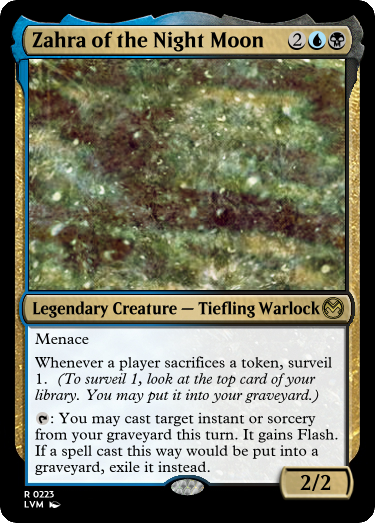 Zahra of the Night Moon 2
Legendary Creature — Tiefling Warlock
Menace
Whenever a player sacrifices a token, surveil
1. (To surveil 1, look at the top card of your
library. You may put it into your graveyard.)
: You may cast target instant or sorcery
from your graveyard this turn. It gains Flash.
If a spell cast this way would be put into a
graveyard, exile it instead.
2/2
R 0223
LVM